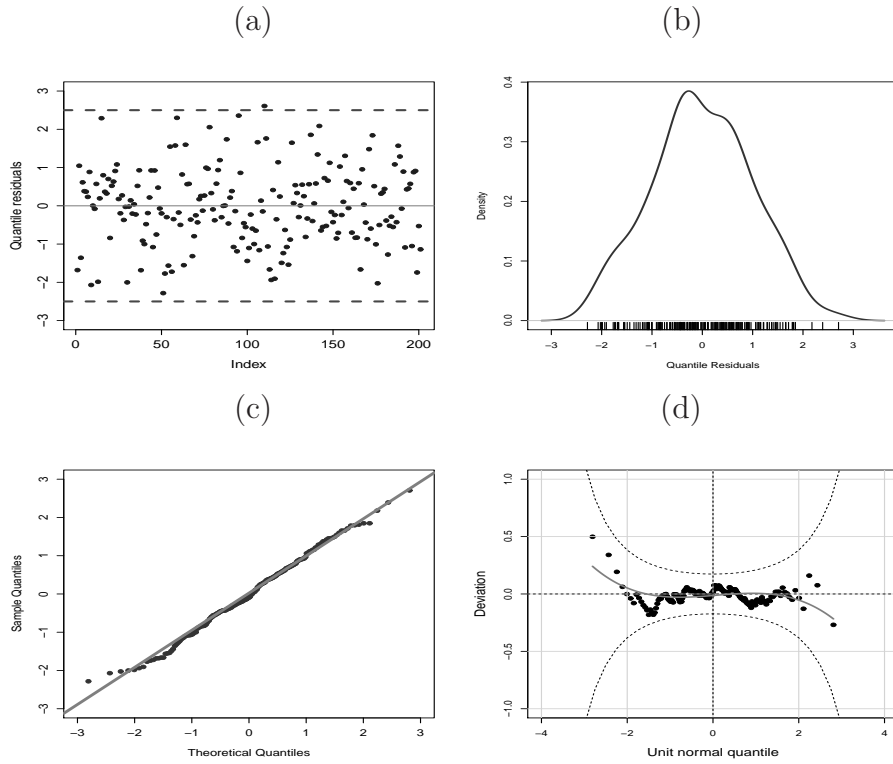 (a)
3
2
1
0
−1
−2
−3
Quantile residuals
0 50 100 150 200
Index
(b)
0.4
0.3
0.2
0.1
0.0
Density
−3 −2 −1 0 1 2 3
Quantile Residuals
(c)
3
2
1
0
−1
−2
−3
Sample Quantiles
−3 −2 −1 0 1 2 3
Theoretical Quantiles
(d)
1.0
0.5
0.0
−0.5
−1.0
Deviation
−4 −2 0 2 4
Unit normal quantile